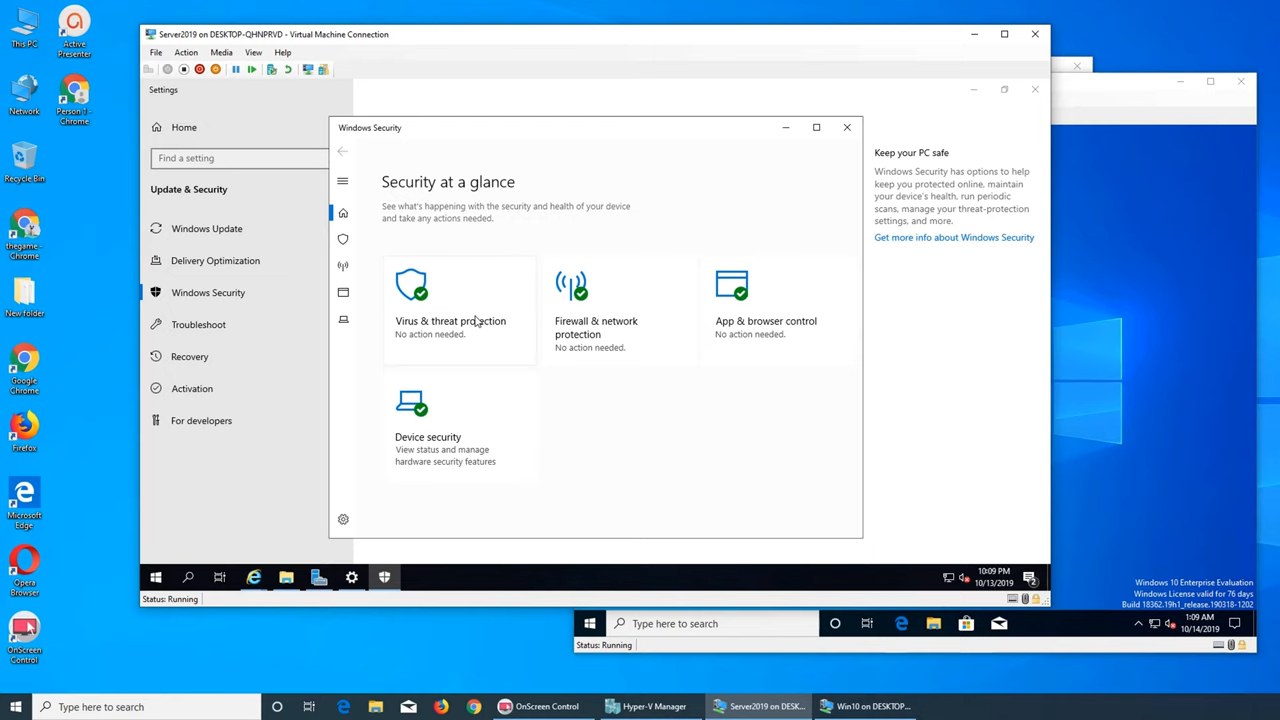 This PC
Active
Presenter
Network
Person 1 -
Chrome
Recycle Bin
thegame -
Chrome
New folder
Google
Chrome
Firefox
Microsoft
Edge
Opera
Browser
OnScreen
Control
Server2019 on DESKTOP-QHNPRVD - Virtual Machine Connection
File Action Media View Help
Settings
Home
Find a setting
Update & Security
Windows Update
Delivery Optimization
Windows Security
Troubleshoot
Recovery
Activation
For developers
Windows Security
Security at a glance
See what's happening with the security and health of your device
and take any actions needed.
Virus & threat protection
No action needed.
Firewall & network
protection
No action needed.
App & browser control
No action needed.
Device security
View status and manage
hardware security features
Keep your PC safe
Windows Security has options to help
keep you protected online, maintain
your device's health, run periodic
scans, manage your threat-protection
settings, and more.
Get more info about Windows Security
10:09 PM
10/13/2019
2
Status: Running
Windows 10 Enterprise Evaluation
Windows License valid for 76 days
Build 18362.19h1_release.190318-1202
Type here to search
1:09 AM
10/14/2019
Status: Running
Type here to search
OnScreen Control
Hyper-V Manager
Server2019 on DESK...
Win10 on DESKTOP...